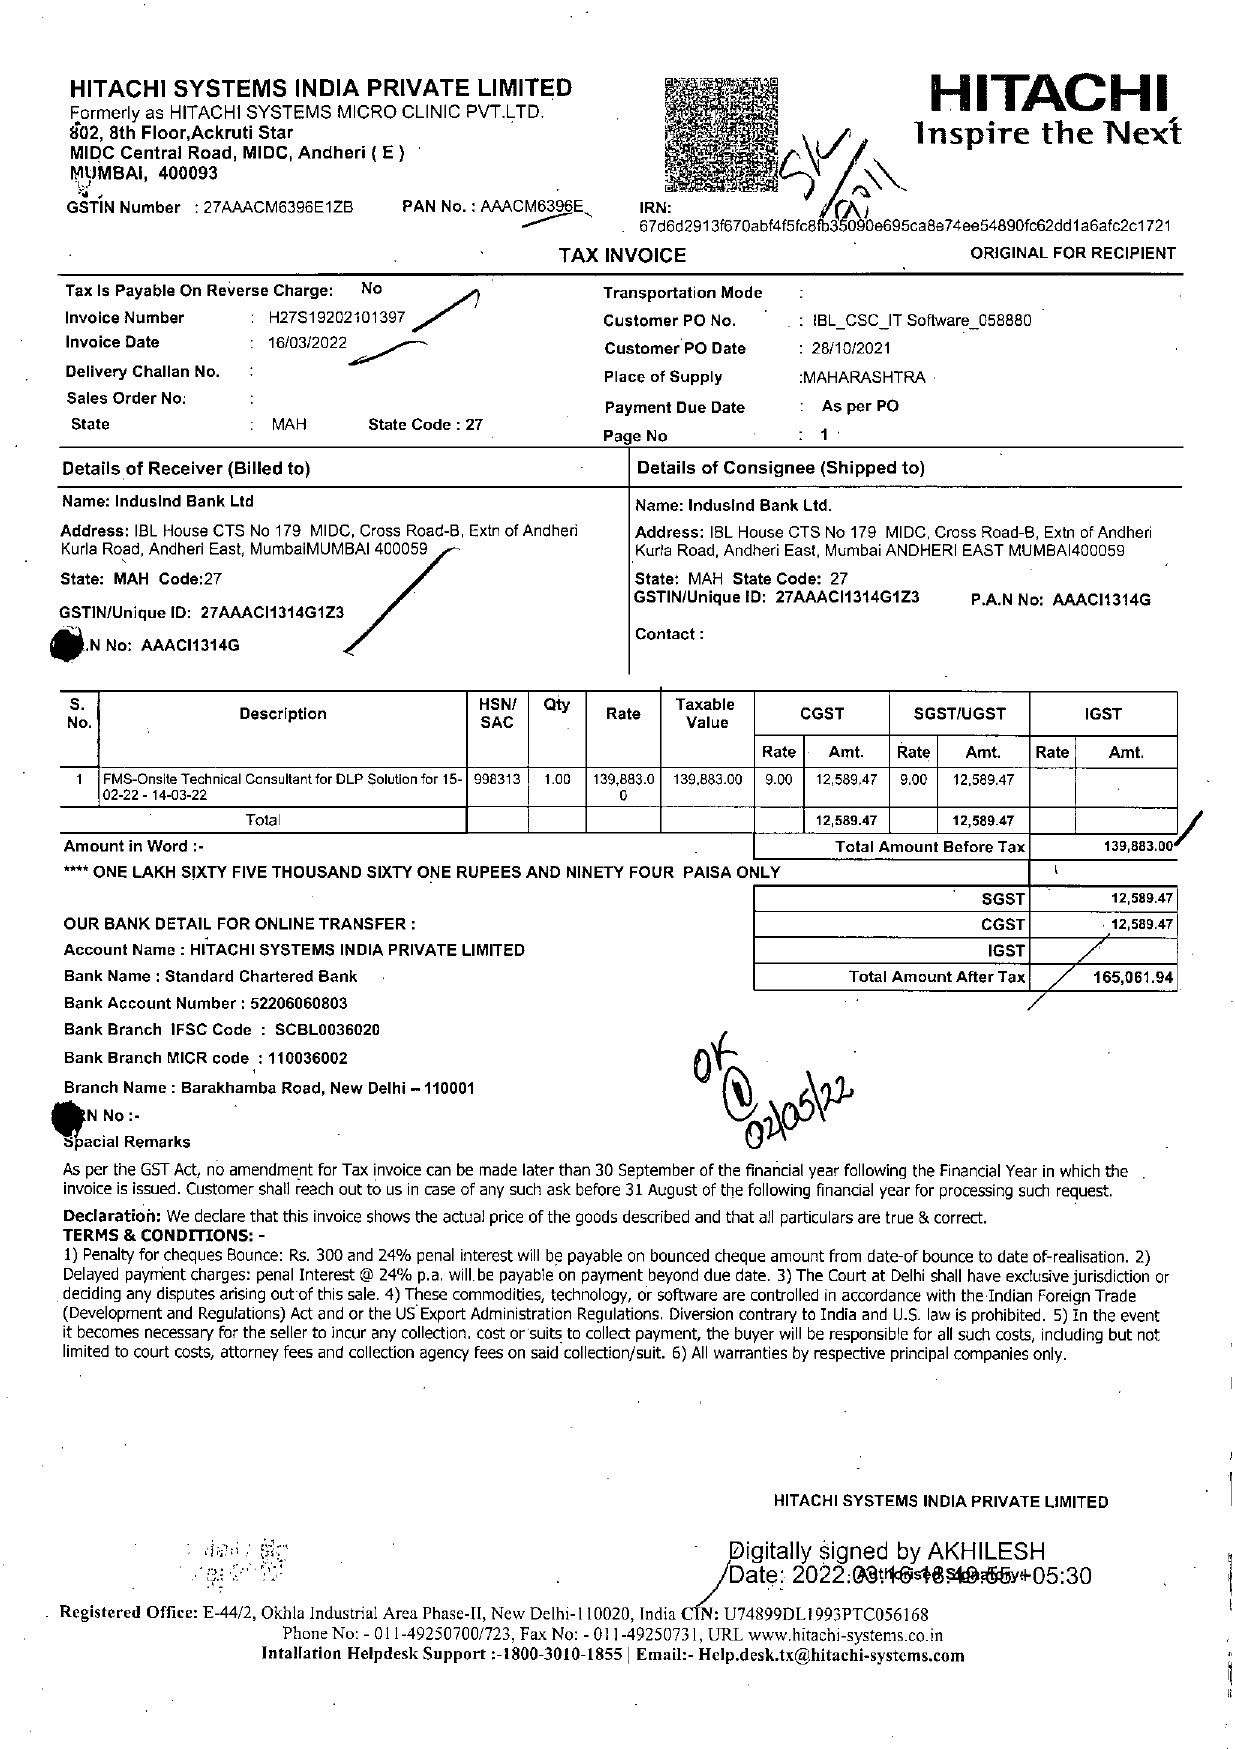 HITACHI SYSTEMS INDIA PRIVATE LIMITED
Formerly as HITACHI SYSTEMS MICRO CLINIC PVT.LTD.
802, 8th Floor,Ackruti Star
MIDC Central Road, MIDC, Andheri ( E )
MUMBAI, 400093
GSTIN Number : 27AAACM6396E1ZB PAN No. : AAACM6396E
HITACHI
Inspire the Next
IRN:
67d6d2913f670abf4f5fc8fb35090e695ca8e74ee54890fc62dd1a6afc2c1721
TAX INVOICE ORIGINAL FOR RECIPIENT
Tax Is Payable On Reverse Charge: No
Invoice Number : H27S19202101397
Invoice Date : 16/03/2022
Delivery Challan No. :
Sales Order No: :
State : MAH State Code : 27
Transportation Mode :
Customer PO No. : IBL_CSC_IT Software_058880
Customer PO Date : 28/10/2021
Place of Supply :MAHARASHTRA
Payment Due Date : As per PO
Page No : 1
Details of Receiver (Billed to)
Name: IndusInd Bank Ltd
Address: IBL House CTS No 179 MIDC, Cross Road-B, Extn of Andheri
Kurla Road, Andheri East, MumbaiMUMBAI 400059
State: MAH Code:27
GSTIN/Unique ID: 27AAACI1314G1Z3
.N No: AAACI1314G
Details of Consignee (Shipped to)
Name: IndusInd Bank Ltd.
Address: IBL House CTS No 179 MIDC, Cross Road-B, Extn of Andheri
Kurla Road, Andheri East, Mumbai ANDHERI EAST MUMBAI400059
State: MAH State Code: 27
GSTIN/Unique ID: 27AAACI1314G1Z3 P.A.N No: AAACI1314G
Contact :
S. No. Description HSN/ SAC Qty Rate Taxable Value CGST SGST/UGST IGST
Rate Amt. Rate Amt. Rate Amt.
1 FMS-Onsite Technical Consultant for DLP Solution for 15- 998313 1.00 139,883.0 139,883.00 9.00 12,589.47 9.00 12,589.47
02-22 - 14-03-22 0
Total 12,589.47 12,589.47
Amount in Word :- Total Amount Before Tax 139,883.00
**** ONE LAKH SIXTY FIVE THOUSAND SIXTY ONE RUPEES AND NINETY FOUR PAISA ONLY
SGST 12,589.47
OUR BANK DETAIL FOR ONLINE TRANSFER : CGST 12,589.47
Account Name : HITACHI SYSTEMS INDIA PRIVATE LIMITED IGST
Bank Name : Standard Chartered Bank Total Amount After Tax 165,061.94
Bank Account Number : 52206060803
Bank Branch IFSC Code : SCBL0036020
Bank Branch MICR code : 110036002
Branch Name : Barakhamba Road, New Delhi – 110001
OK
02/05/22
N No :-
Spacial Remarks
As per the GST Act, no amendment for Tax invoice can be made later than 30 September of the financial year following the Financial Year in which the
invoice is issued. Customer shall reach out to us in case of any such ask before 31 August of the following financial year for processing such request.
Declaration: We declare that this invoice shows the actual price of the goods described and that all particulars are true & correct.
TERMS & CONDITIONS: -
1) Penalty for cheques Bounce: Rs. 300 and 24% penal interest will be payable on bounced cheque amount from date-of bounce to date of-realisation. 2)
Delayed payment charges: penal Interest @ 24% p.a. will be payable on payment beyond due date. 3) The Court at Delhi shall have exclusive jurisdiction or
deciding any disputes arising out of this sale. 4) These commodities, technology, or software are controlled in accordance with the Indian Foreign Trade
(Development and Regulations) Act and or the US Export Administration Regulations. Diversion contrary to India and U.S. law is prohibited. 5) In the event
it becomes necessary for the seller to incur any collection, cost or suits to collect payment, the buyer will be responsible for all such costs, including but not
limited to court costs, attorney fees and collection agency fees on said collection/suit. 6) All warranties by respective principal companies only.
HITACHI SYSTEMS INDIA PRIVATE LIMITED
Digitally signed by AKHILESH
Date: 2022 +05:30
Registered Office: E-44/2, Okhla Industrial Area Phase-II, New Delhi-110020, India CIN: U74899DL1993PTC056168
Phone No: - 011-49250700/723, Fax No: - 011-49250731, URL www.hitachi-systems.co.in
Intallation Helpdesk Support :-1800-3010-1855 | Email:- Help.desk.tx@hitachi-systems.com